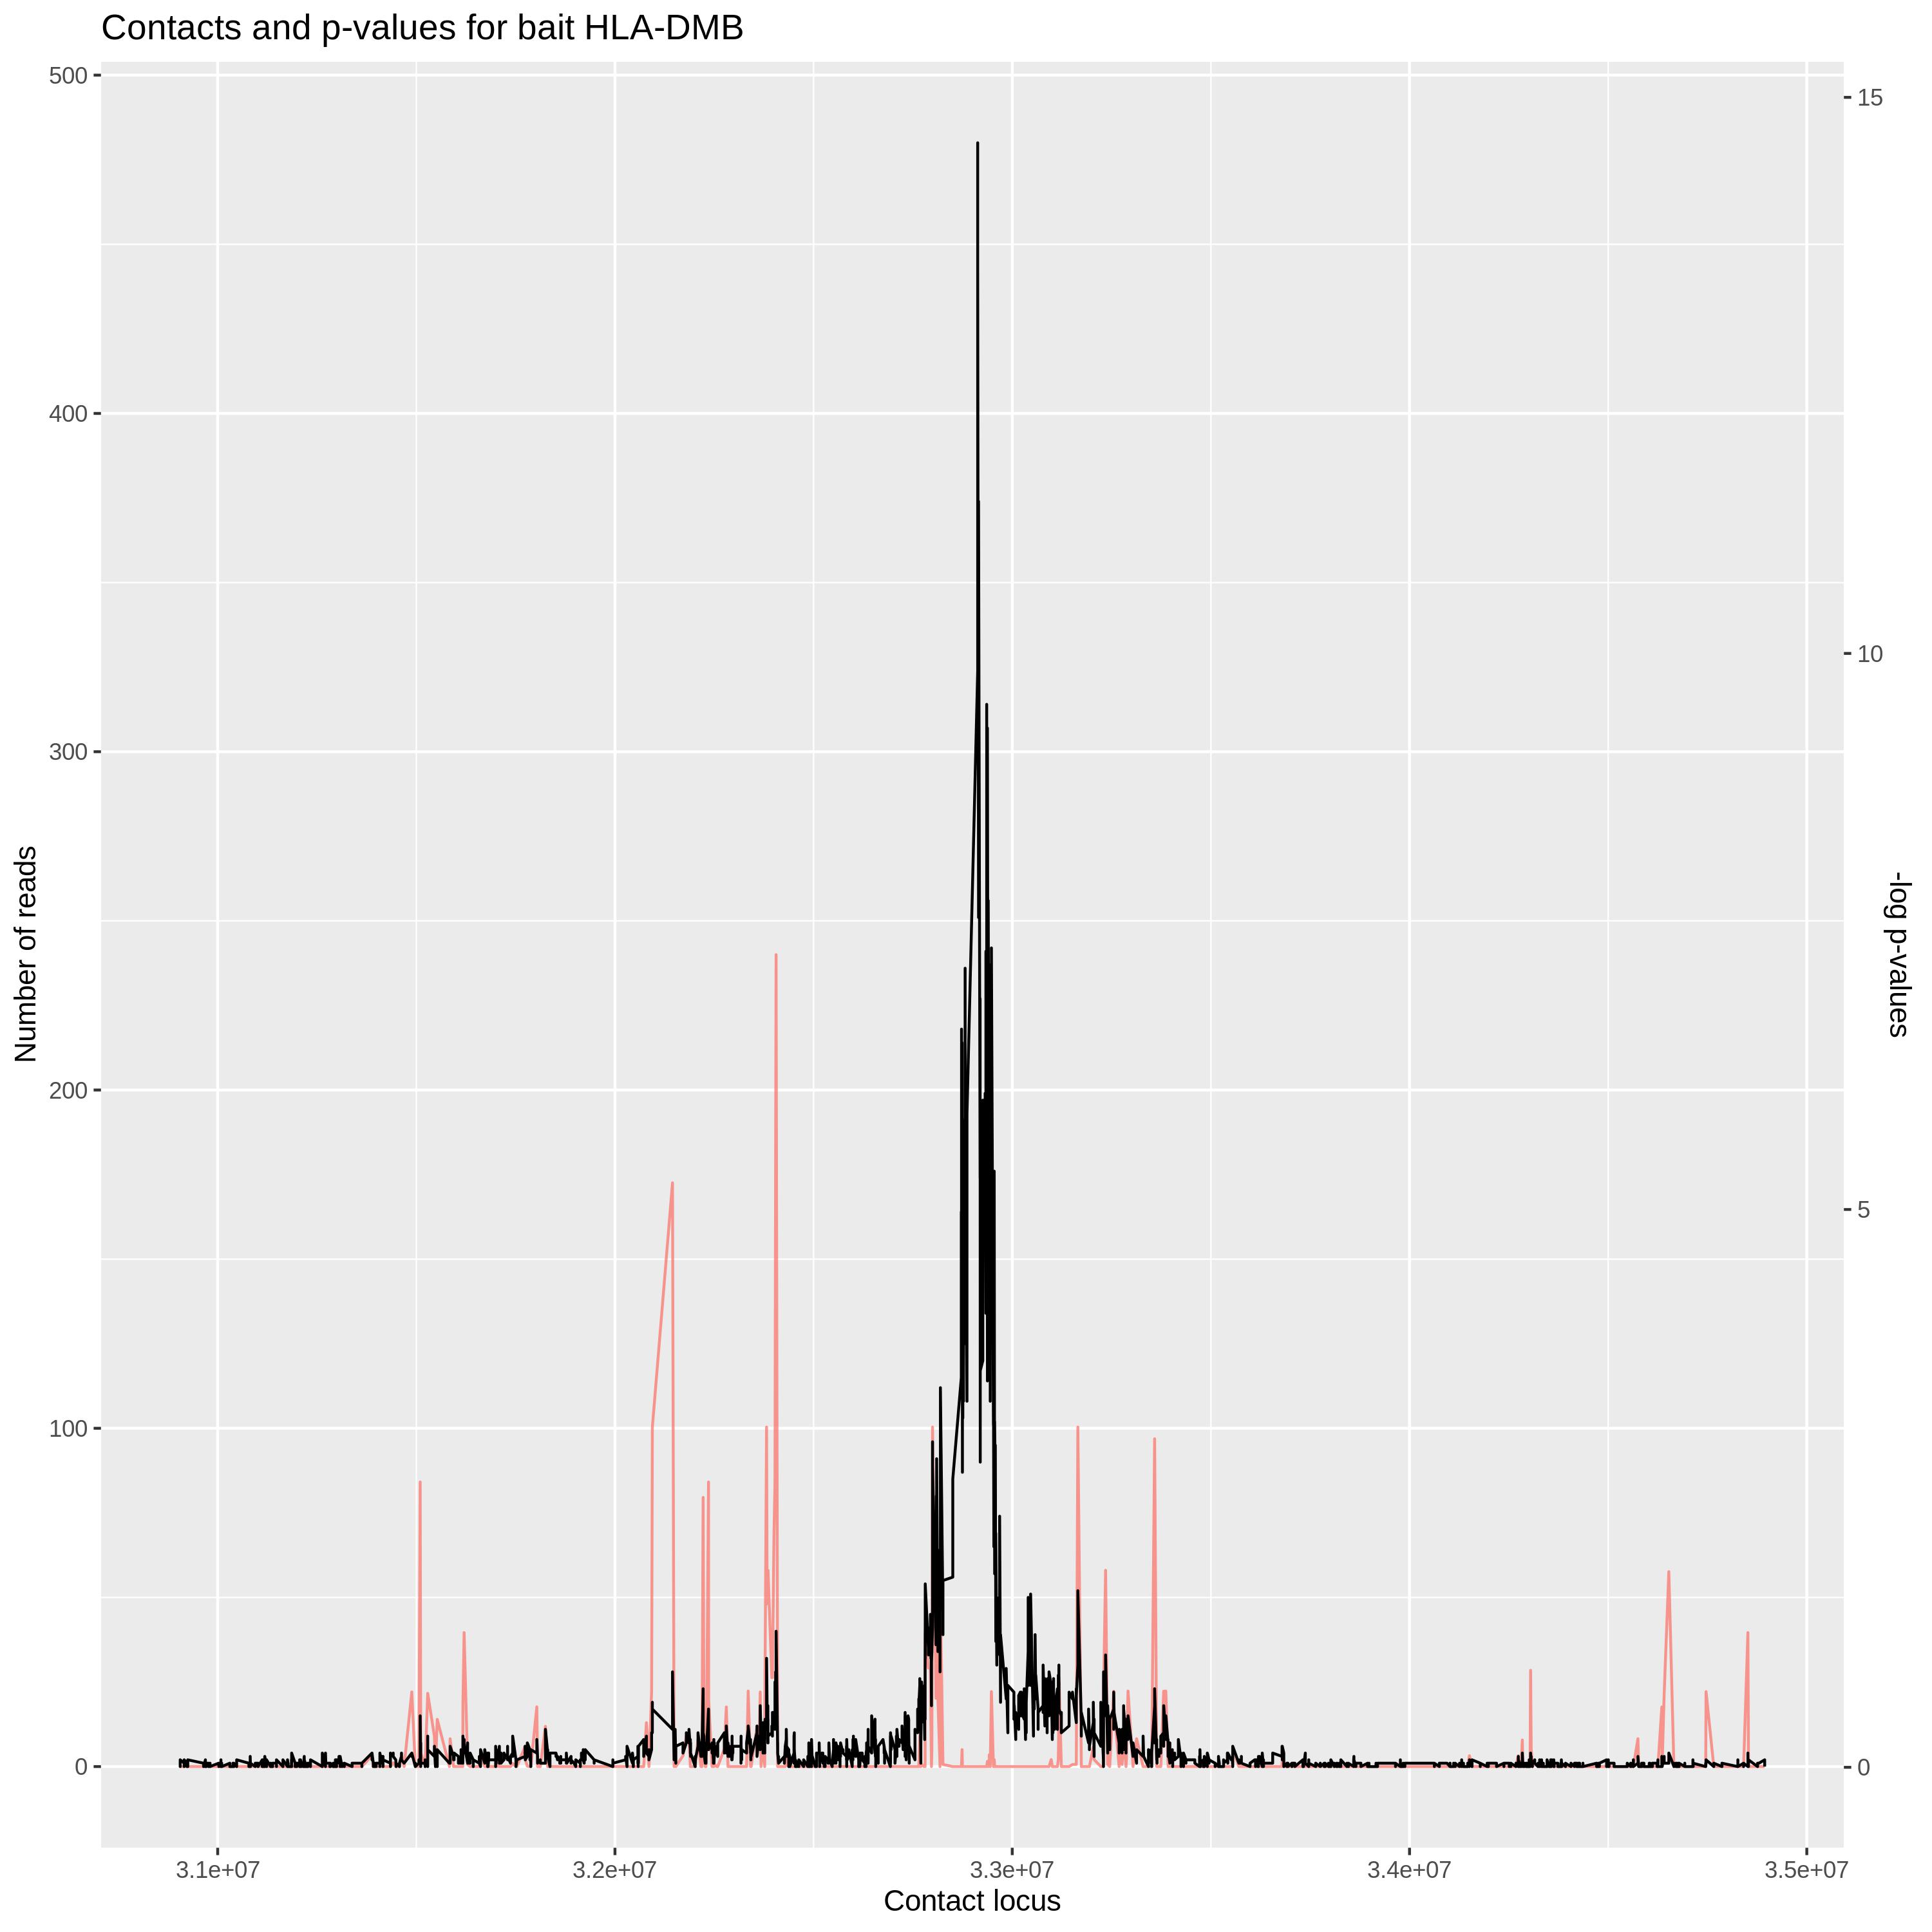 Contacts and p-values for bait HLA-DMB
500
400
300
200
100
0
Number of reads
15
10
5
0
-log p-values
3.1e+07 3.2e+07 3.3e+07 3.4e+07 3.5e+07
Contact locus